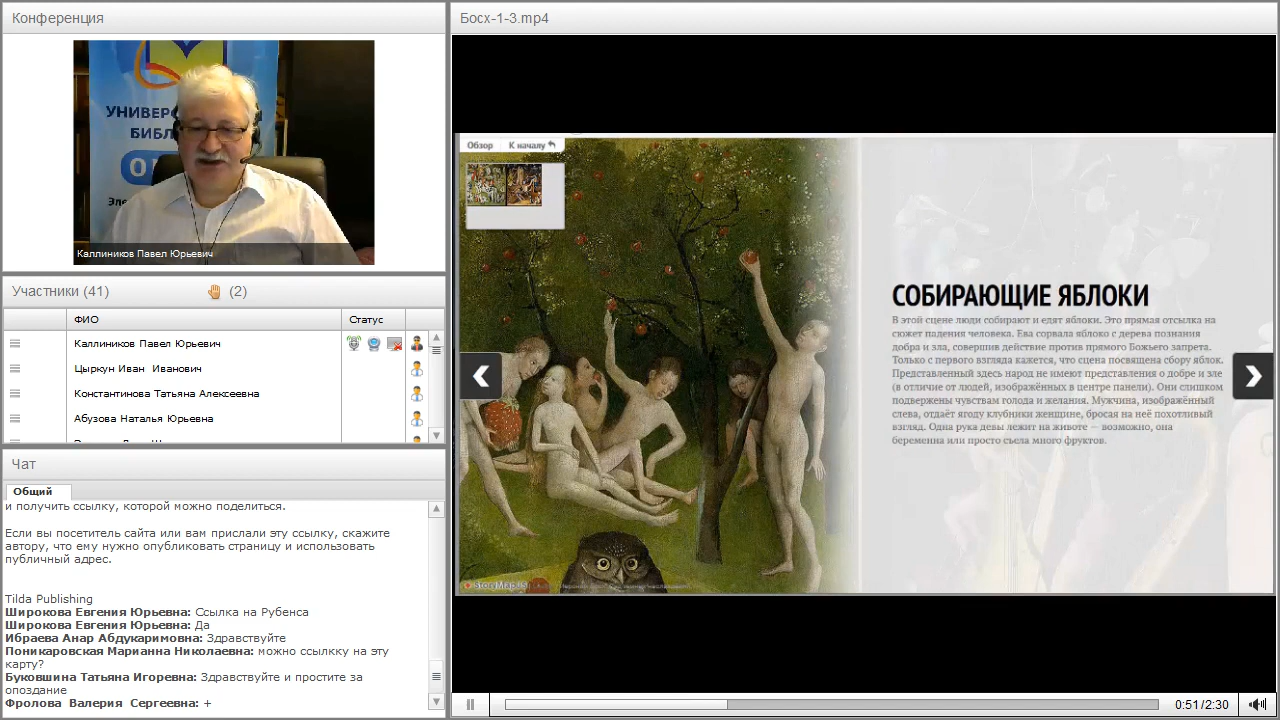 Конференция
УНИВЕР
БИБЛ
Каллиников Павел Юрьевич
Участники (41)
(2)
ФИО
Статус
Каллиников Павел Юрьевич
Цыркун Иван Иванович
Константинова Татьяна Алексеевна
Абузова Наталья Юрьевна
Чат
Общий
и получить ссылку, которой можно поделиться.
Если вы посетитель сайта или вам прислали эту ссылку, скажите
автору, что ему нужно опубликовать страницу и использовать
публичный адрес.
Tilda Publishing
Широкова Евгения Юрьевна: Ссылка на Рубенса
Широкова Евгения Юрьевна: Да
Ибраева Анар Абдукаримовна: Здравствуйте
Поникаровская Марианна Николаевна: можно ссылкку на эту
карту?
Буковшина Татьяна Игоревна: Здравствуйте и простите за
опоздание
Фролова Валерия Сергеевна: +
Босх-1-3.mp4
Обзор
К началу
СОБИРАЮЩИЕ ЯБЛОКИ
В этой сцене люди собирают и едят яблоки. Это прямая отсылка на
сюжет падения человека. Ева сорвала яблоко с дерева познания
добра и зла, совершив действие против прямого Божьего запрета.
Только с первого взгляда кажется, что сцена посвящена сбору яблок.
Представленный здесь народ не имеют представления о добре и зле
(в отличие от людей, изображённых в центре панели). Они слишком
подвержены чувствам голода и желания. Мужчина, изображённый
слева, отдаёт ягоду клубники женщине, бросая на неё похотливый
взгляд. Одна рука девы лежит на животе — возможно, она
беременна или просто съела много фруктов.
StoryMapJS
0:51/2:30